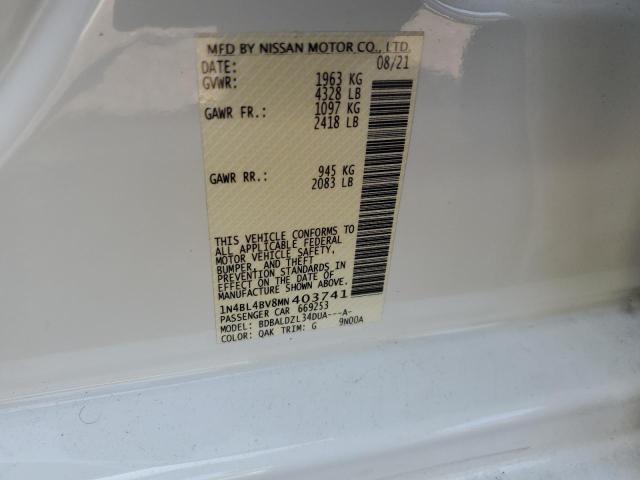 MFD BY NISSAN MOTOR CO., LTD.
DATE: 08/21
GVWR: 1963 KG
4328 LB
GAWR FR.: 1097 KG
2418 LB
GAWR RR.: 945 KG
2083 LB
THIS VEHICLE CONFORMS TO
ALL APPLICABLE FEDERAL
MOTOR VEHICLE SAFETY,
BUMPER, AND THEFT
PREVENTION STANDARDS IN
EFFECT ON THE DATE OF
MANUFACTURE SHOWN ABOVE.
1N4BL4BV8MN403741
PASSENGER CAR 669253
MODEL: BDBALDZL34DUA---A-
COLOR: QAK TRIM: G 9N00A